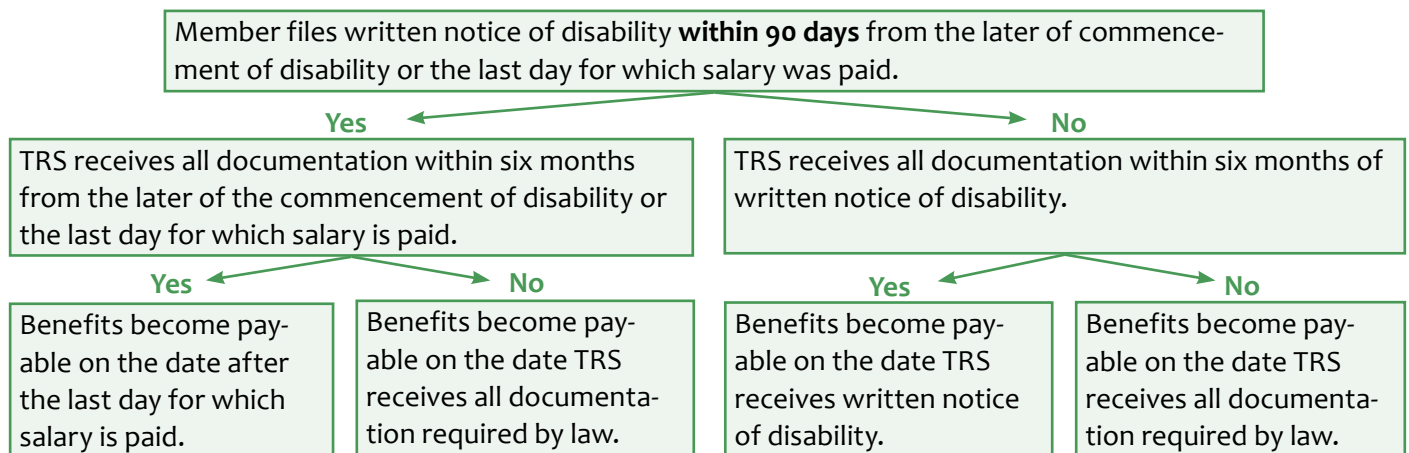 Member files written notice of disability within 90 days from the later of commence-
ment of disability or the last day for which salary was paid.
Yes
No
TRS receives all documentation within six months
from the later of the commencement of disability or
the last day for which salary is paid.
TRS receives all documentation within six months of
written notice of disability.
Yes
No
Yes
No
Benefits become pay-
able on the date after
the last day for which
salary is paid.
Benefits become pay-
able on the date TRS
receives all documenta-
tion required by law.
Benefits become pay-
able on the date TRS
receives written notice
of disability.
Benefits become pay-
able on the date TRS
receives all documenta-
tion required by law.